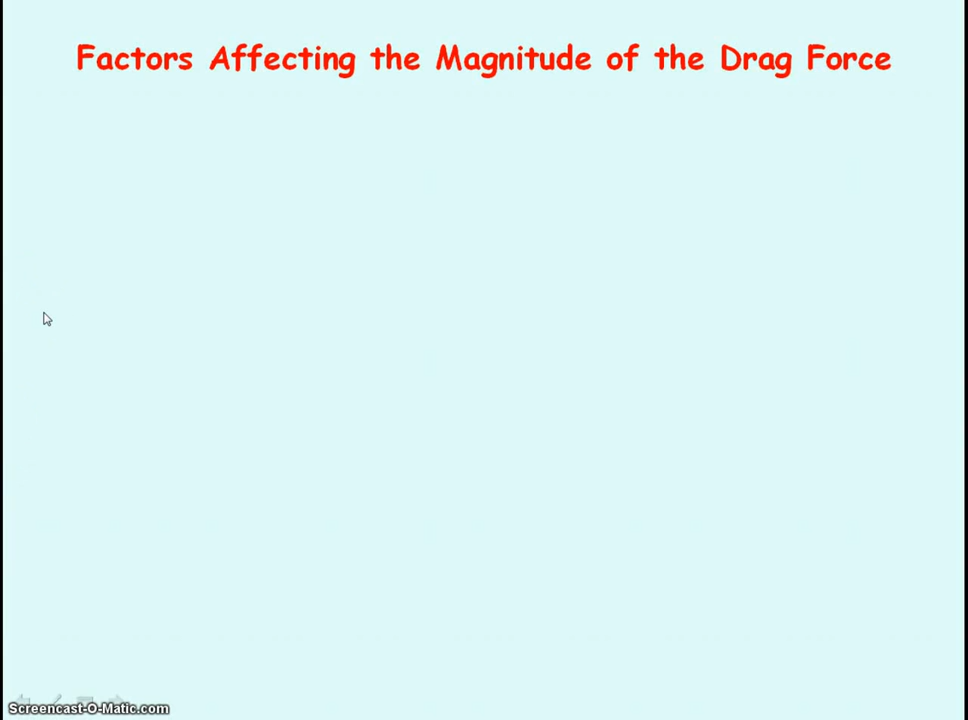 Factors Affecting the Magnitude of the Drag Force
Screencast-O-Matic.com